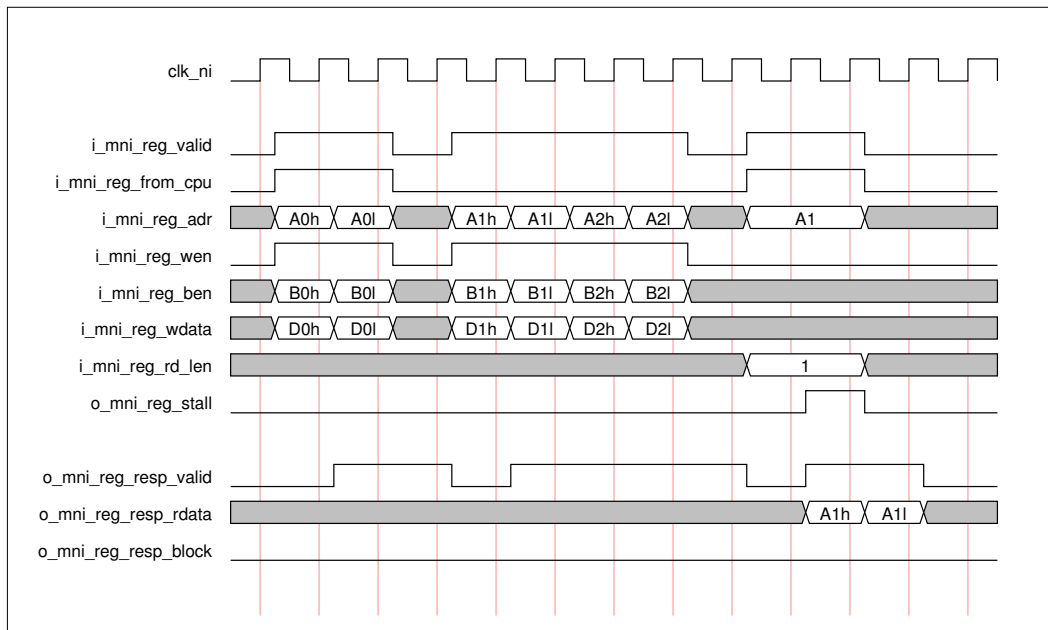 clk_ni
i_mni_reg_valid
i_mni_reg_from_cpu
i_mni_reg_adr A0h A0l A1h A1l A2h A2l A1
i_mni_reg_wen
i_mni_reg_ben B0h B0l B1h B1l B2h B2l
i_mni_reg_wdata D0h D0l D1h D1l D2h D2l
i_mni_reg_rd_len 1
o_mni_reg_stall
o_mni_reg_resp_valid
o_mni_reg_resp_rdata A1h A1l
o_mni_reg_resp_block